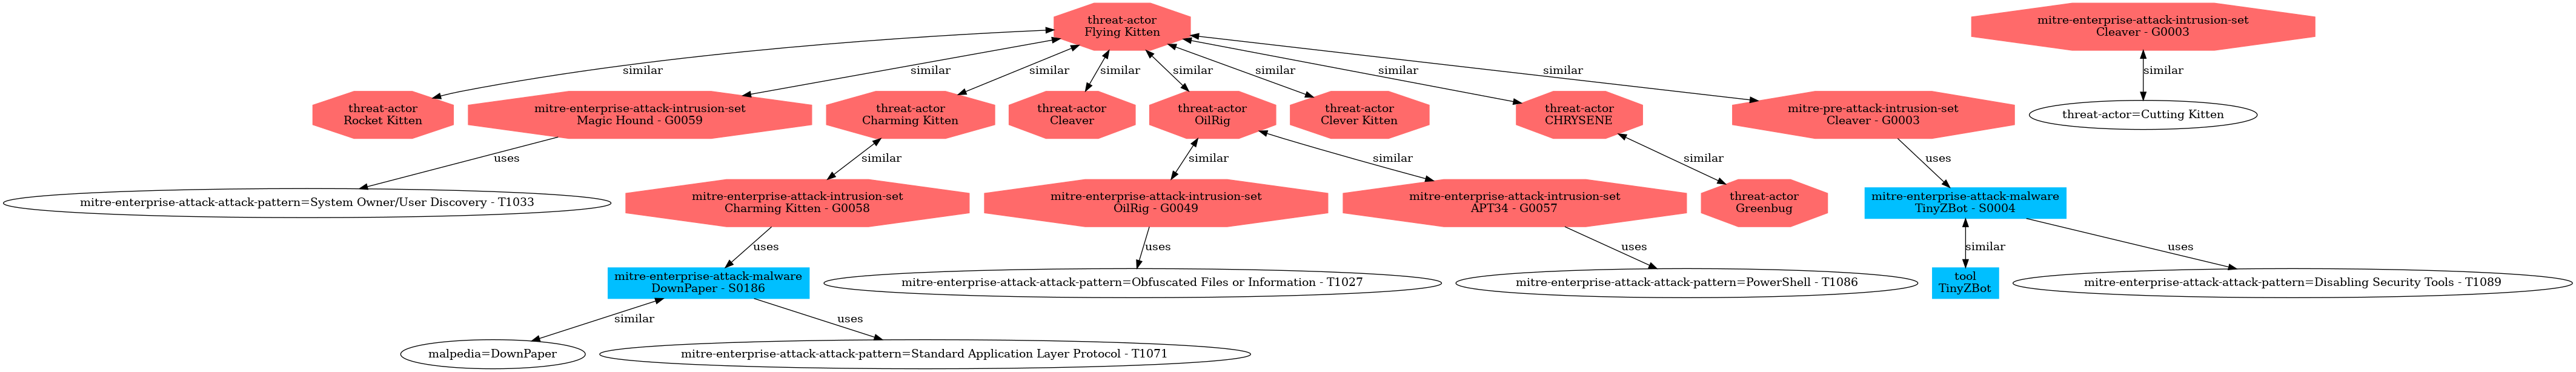 threat-actor
Flying Kitten
mitre-enterprise-attack-intrusion-set
Cleaver - G0003
similar
similar
similar
similar
similar
similar
similar
similar
similar
threat-actor
Rocket Kitten
mitre-enterprise-attack-intrusion-set
Magic Hound - G0059
threat-actor
Charming Kitten
threat-actor
Cleaver
threat-actor
OilRig
threat-actor
Clever Kitten
threat-actor
CHRYSENE
mitre-pre-attack-intrusion-set
Cleaver - G0003
threat-actor=Cutting Kitten
uses
similar
similar
similar
similar
uses
mitre-enterprise-attack-attack-pattern=System Owner/User Discovery - T1033
mitre-enterprise-attack-intrusion-set
Charming Kitten - G0058
mitre-enterprise-attack-intrusion-set
OilRig - G0049
mitre-enterprise-attack-intrusion-set
APT34 - G0057
threat-actor
Greenbug
mitre-enterprise-attack-malware
TinyZBot - S0004
uses
uses
uses
similar
uses
mitre-enterprise-attack-malware
DownPaper - S0186
mitre-enterprise-attack-attack-pattern=Obfuscated Files or Information - T1027
mitre-enterprise-attack-attack-pattern=PowerShell - T1086
tool
TinyZBot
mitre-enterprise-attack-attack-pattern=Disabling Security Tools - T1089
similar
uses
malpedia=DownPaper
mitre-enterprise-attack-attack-pattern=Standard Application Layer Protocol - T1071